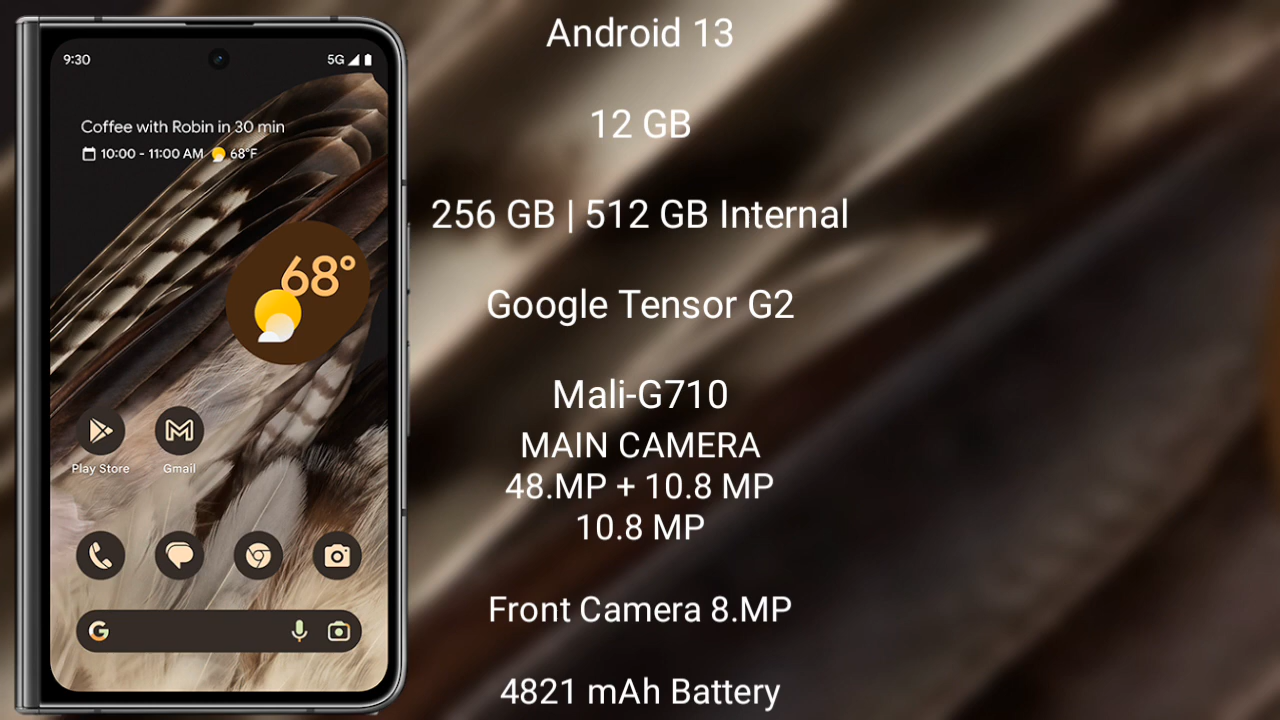 9:30
5G
Coffee with Robin in 30 min
10:00 - 11:00 AM 68°F
68°
Play Store
Gmail
G
Android 13
12 GB
256 GB | 512 GB Internal
Google Tensor G2
Mali-G710
MAIN CAMERA
48.MP + 10.8 MP
10.8 MP
Front Camera 8.MP
4821 mAh Battery